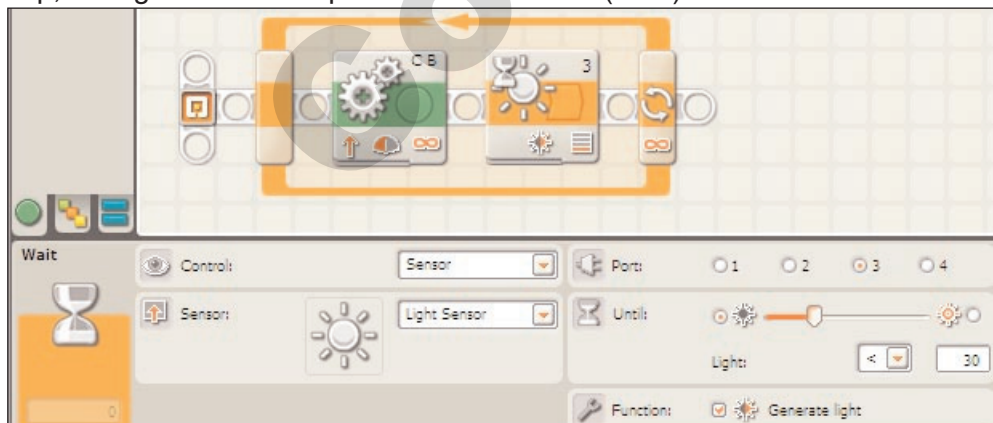 C B
3
Wait
Control:
Sensor
Port:
1
2
3
4
Sensor:
Light Sensor
Until:
Light:
<
30
0
Function:
Generate light